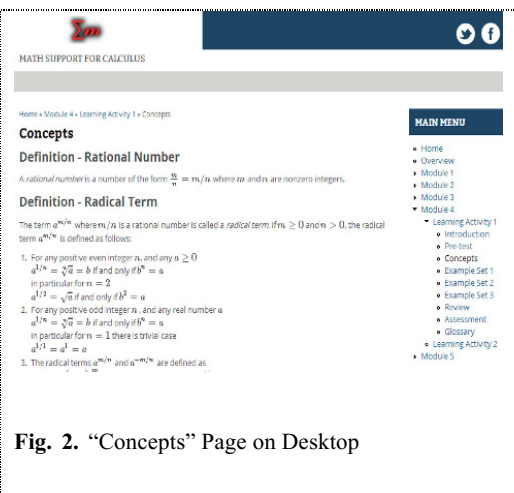 Σm
MATH SUPPORT FOR CALCULUS
Home » Module 4 » Learning Activity 1 » Concepts
Concepts
Definition - Rational Number
A rational number is a number of the form m/n = m/n where m and n are nonzero integers.
Definition - Radical Term
The term a^{m/n} where m/n is a rational number is called a radical term. If m ≥ 0 and n > 0, the radical
term a^{m/n} is defined as follows:
1. For any positive even integer n, and any a ≥ 0
a^{1/n} = ⁿ√a = b if and only if b^n = a
in particular for n = 2
a^{1/2} = √a if and only if b^2 = a
2. For any positive odd integer n, and any real number a
a^{1/n} = ⁿ√a = b if and only if b^n = a
in particular for n = 1 there is trivial case
a^{1/1} = a^1 = a
3. The radical terms a^{m/n} and a^{-m/n} are defined as
MAIN MENU
Home
Overview
Module 1
Module 2
Module 3
Module 4
Learning Activity 1
Introduction
Pre-test
Concepts
Example Set 1
Example Set 2
Example Set 3
Review
Assessment
Glossary
Learning Activity 2
Module 5
Fig. 2. “Concepts” Page on Desktop